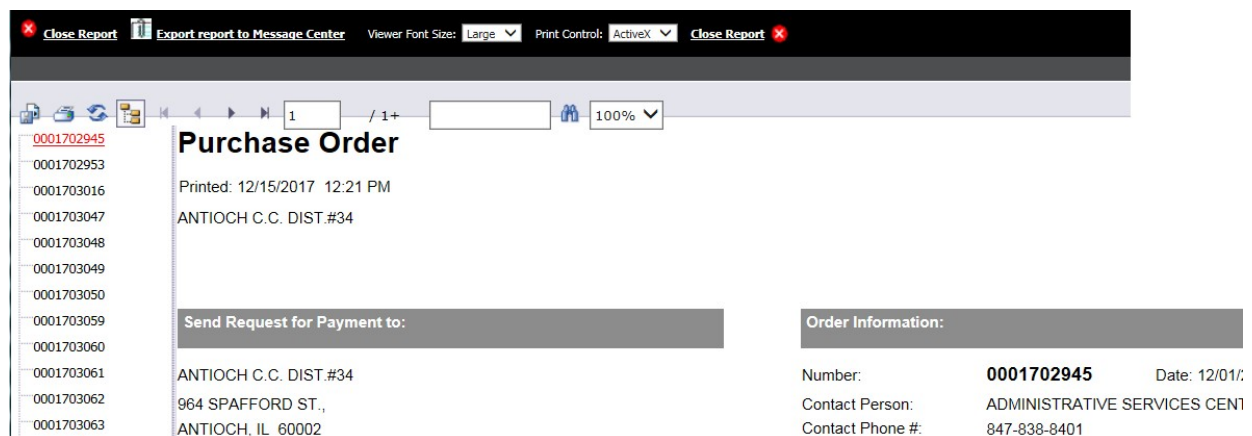 Close Report Export report to Message Center Viewer Font Size: Large Print Control: ActiveX Close Report
1 / 1+ 100%
0001702945
0001702953
0001703016
0001703047
0001703048
0001703049
0001703050
0001703059
0001703060
0001703061
0001703062
0001703063
Purchase Order
Printed: 12/15/2017 12:21 PM
ANTIOCH C.C. DIST.#34
Send Request for Payment to:
ANTIOCH C.C. DIST.#34
964 SPAFFORD ST.,
ANTIOCH, IL 60002
Order Information:
Number: 0001702945 Date: 12/01/2
Contact Person: ADMINISTRATIVE SERVICES CENT
Contact Phone #: 847-838-8401